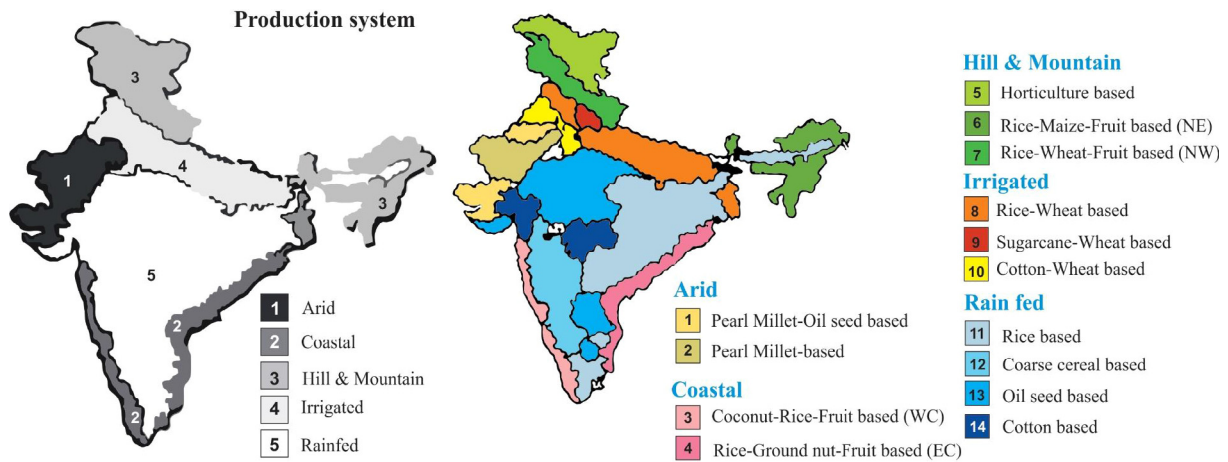 Production system
3
1
4
3
5
2
2
1 Arid
2 Coastal
3 Hill & Mountain
4 Irrigated
5 Rainfed
Arid
1 Pearl Millet-Oil seed based
2 Pearl Millet-based
Coastal
3 Coconut-Rice-Fruit based (WC)
4 Rice-Ground nut-Fruit based (EC)
Hill & Mountain
5 Horticulture based
6 Rice-Maize-Fruit based (NE)
7 Rice-Wheat-Fruit based (NW)
Irrigated
8 Rice-Wheat based
9 Sugarcane-Wheat based
10 Cotton-Wheat based
Rain fed
11 Rice based
12 Coarse cereal based
13 Oil seed based
14 Cotton based